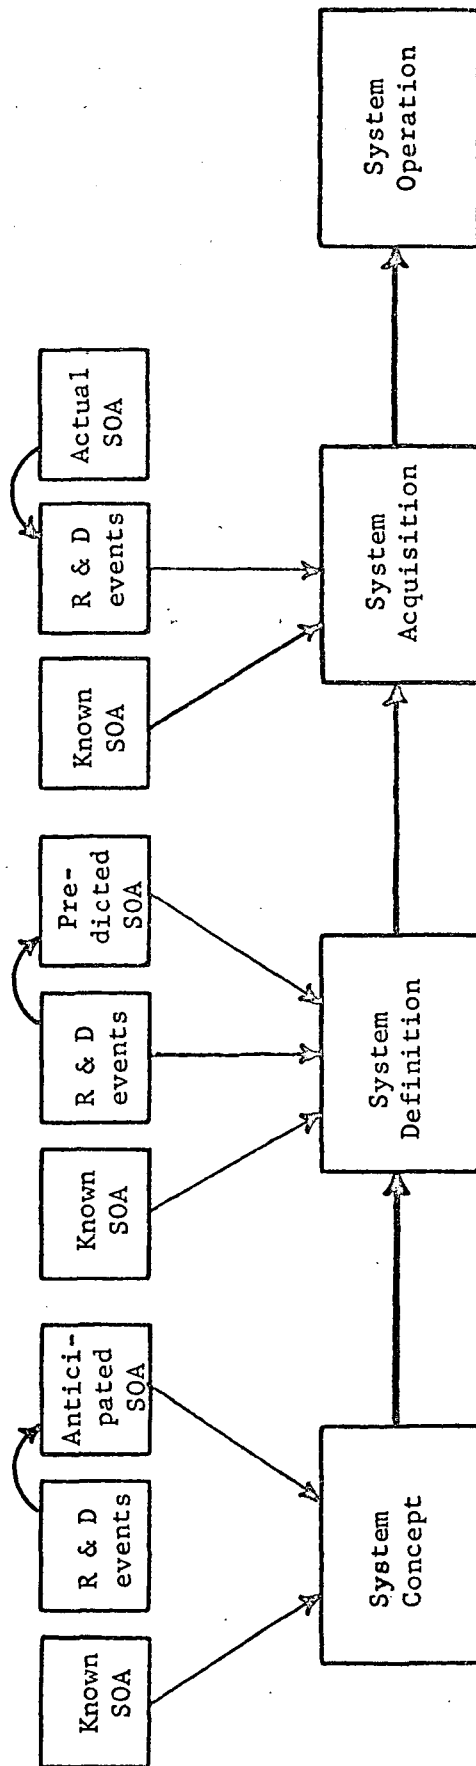 Known
SOA
R & D
events
Antici-
pated
SOA
Known
SOA
R & D
events
Pre-
dicted
SOA
Known
SOA
R & D
events
Actual
SOA
System
Concept
System
Definition
System
Acquisition
System
Operation